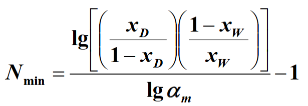 N_min = lg[(x_D / (1 − x_D)) ((1 − x_W) / x_W)] / lg α_m − 1